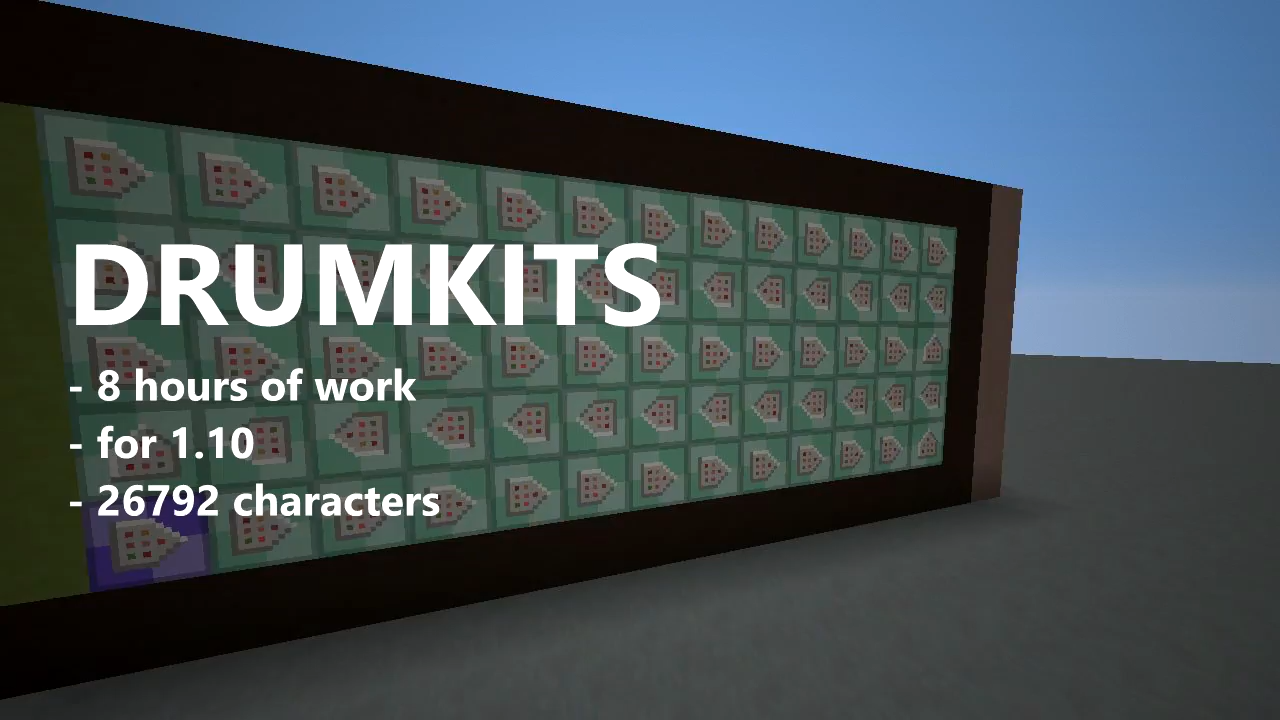 DRUMKITS
- 8 hours of work
- for 1.10
- 26792 characters